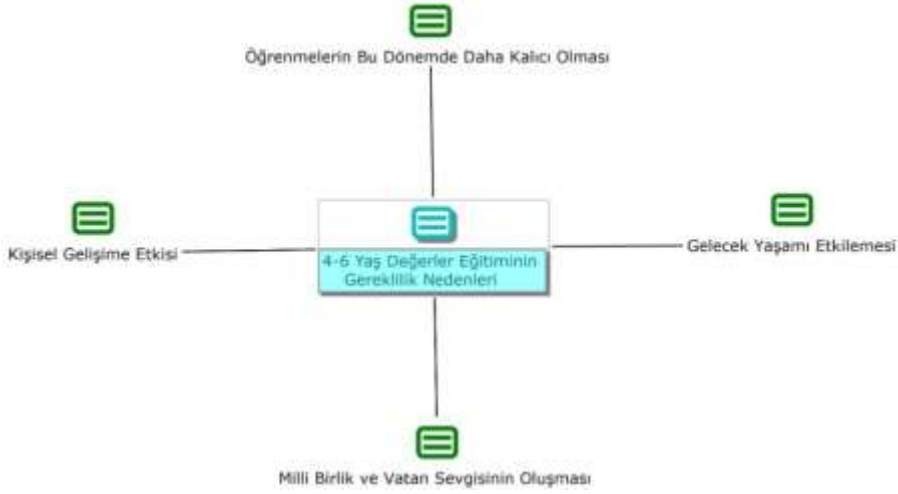 Öğrenmelerin Bu Dönemde Daha Kalıcı Olması
Kişisel Gelişime Etkisi
4-6 Yaş Değerler Eğitiminin
Gereklilik Nedenleri
Gelecek Yaşamı Etkilemesi
Milli Birlik ve Vatan Sevgisinin Oluşması